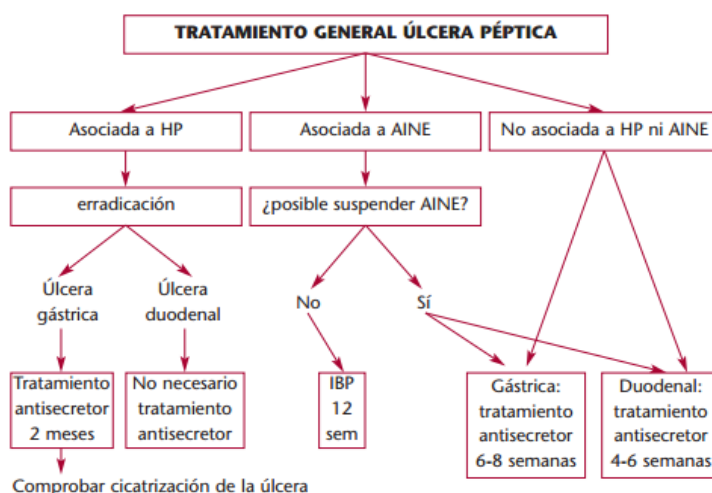 TRATAMIENTO GENERAL ÚLCERA PÉPTICA
Asociada a HP
Asociada a AINE
No asociada a HP ni AINE
erradicación
¿posible suspender AINE?
Úlcera
gástrica
Úlcera
duodenal
No
Sí
Tratamiento
antisecretor
2 meses
No necesario
tratamiento
antisecretor
IBP
12
sem
Gástrica:
tratamiento
antisecretor
6-8 semanas
Duodenal:
tratamiento
antisecretor
4-6 semanas
Comprobar cicatrización de la úlcera